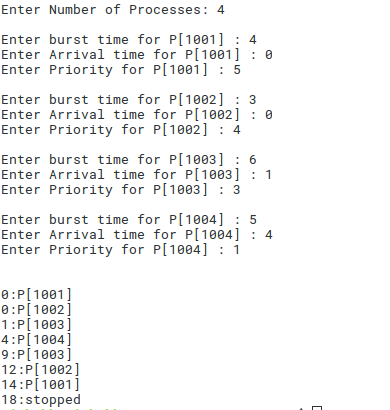 Enter Number of Processes: 4
Enter burst time for P[1001] : 4
Enter Arrival time for P[1001] : 0
Enter Priority for P[1001] : 5
Enter burst time for P[1002] : 3
Enter Arrival time for P[1002] : 0
Enter Priority for P[1002] : 4
Enter burst time for P[1003] : 6
Enter Arrival time for P[1003] : 1
Enter Priority for P[1003] : 3
Enter burst time for P[1004] : 5
Enter Arrival time for P[1004] : 4
Enter Priority for P[1004] : 1
0:P[1001]
0:P[1002]
1:P[1003]
4:P[1004]
9:P[1003]
12:P[1002]
14:P[1001]
18:stopped